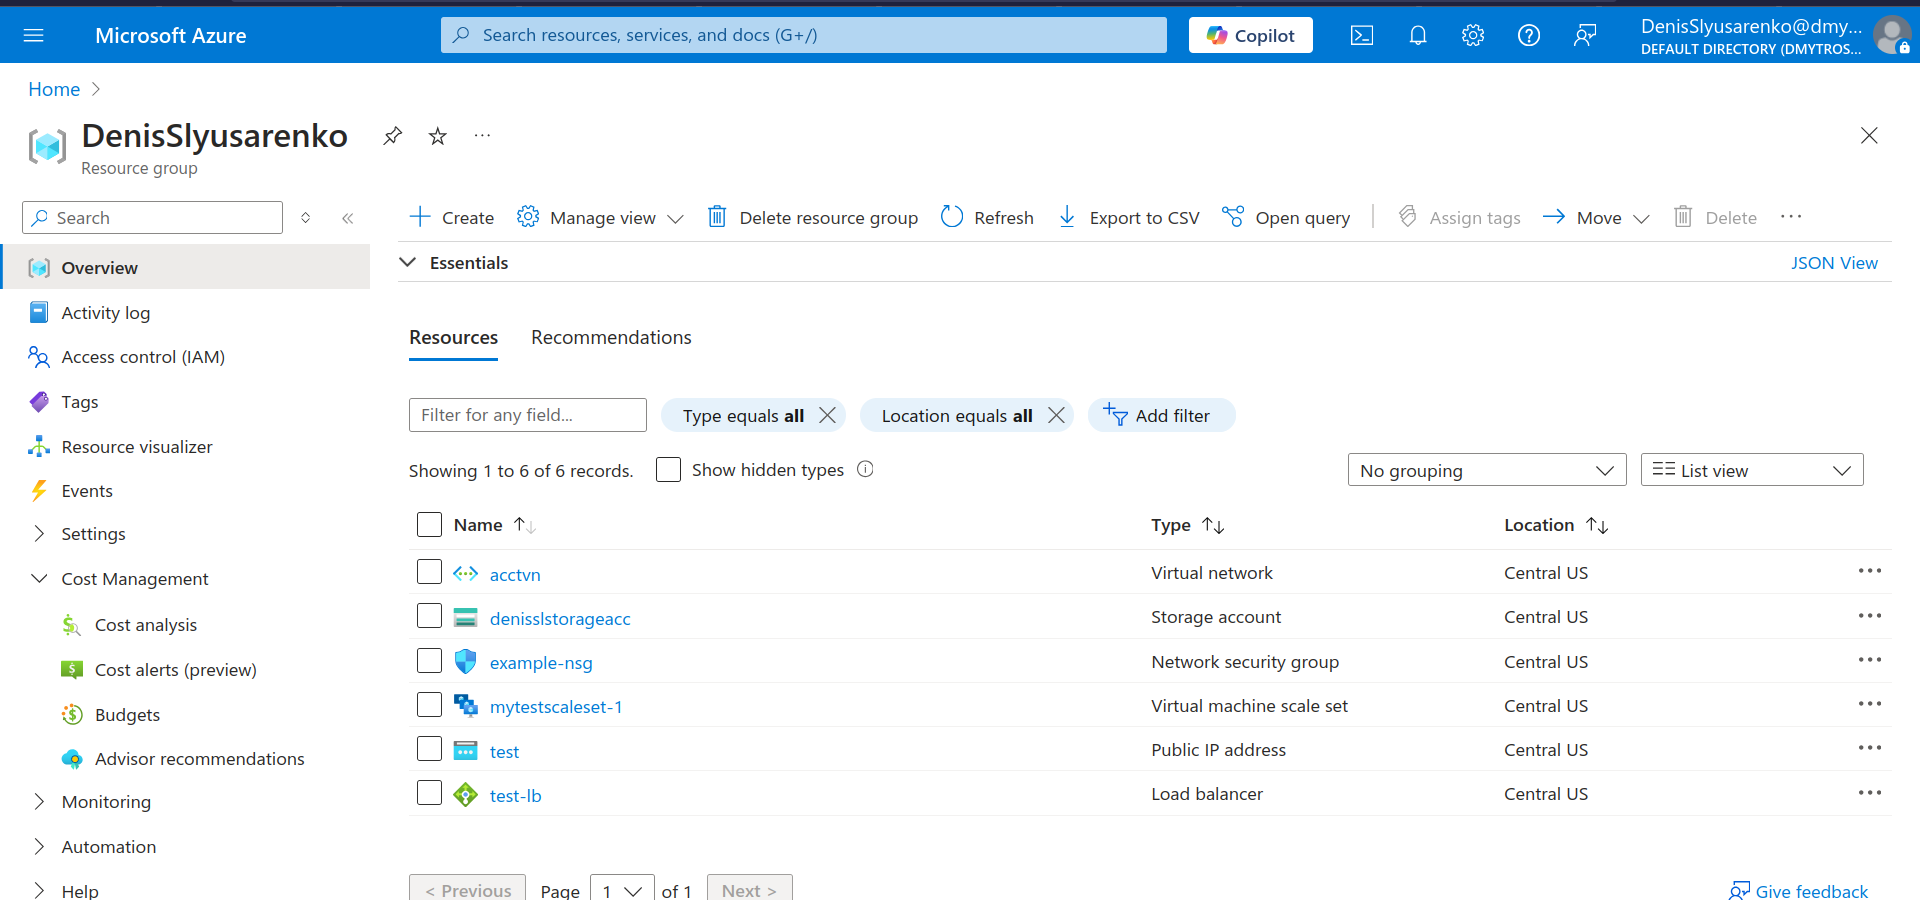 Microsoft Azure
Search resources, services, and docs (G+/)
Copilot
DenisSlyusarenko@dmy...
DEFAULT DIRECTORY (DMYTROS...
Home
DenisSlyusarenko
Resource group
Search
Create
Manage view
Delete resource group
Refresh
Export to CSV
Open query
Assign tags
Move
Delete
Overview
Activity log
Access control (IAM)
Tags
Resource visualizer
Events
Settings
Cost Management
Cost analysis
Cost alerts (preview)
Budgets
Advisor recommendations
Monitoring
Automation
Help
Essentials
JSON View
Resources
Recommendations
Filter for any field...
Type equals all
Location equals all
Add filter
Showing 1 to 6 of 6 records.
Show hidden types
No grouping
List view
Name Type Location
acctvn Virtual network Central US
denisslstorageacc Storage account Central US
example-nsg Network security group Central US
mytestscaleset-1 Virtual machine scale set Central US
test Public IP address Central US
test-lb Load balancer Central US
< Previous Page 1 of 1 Next >
Give feedback